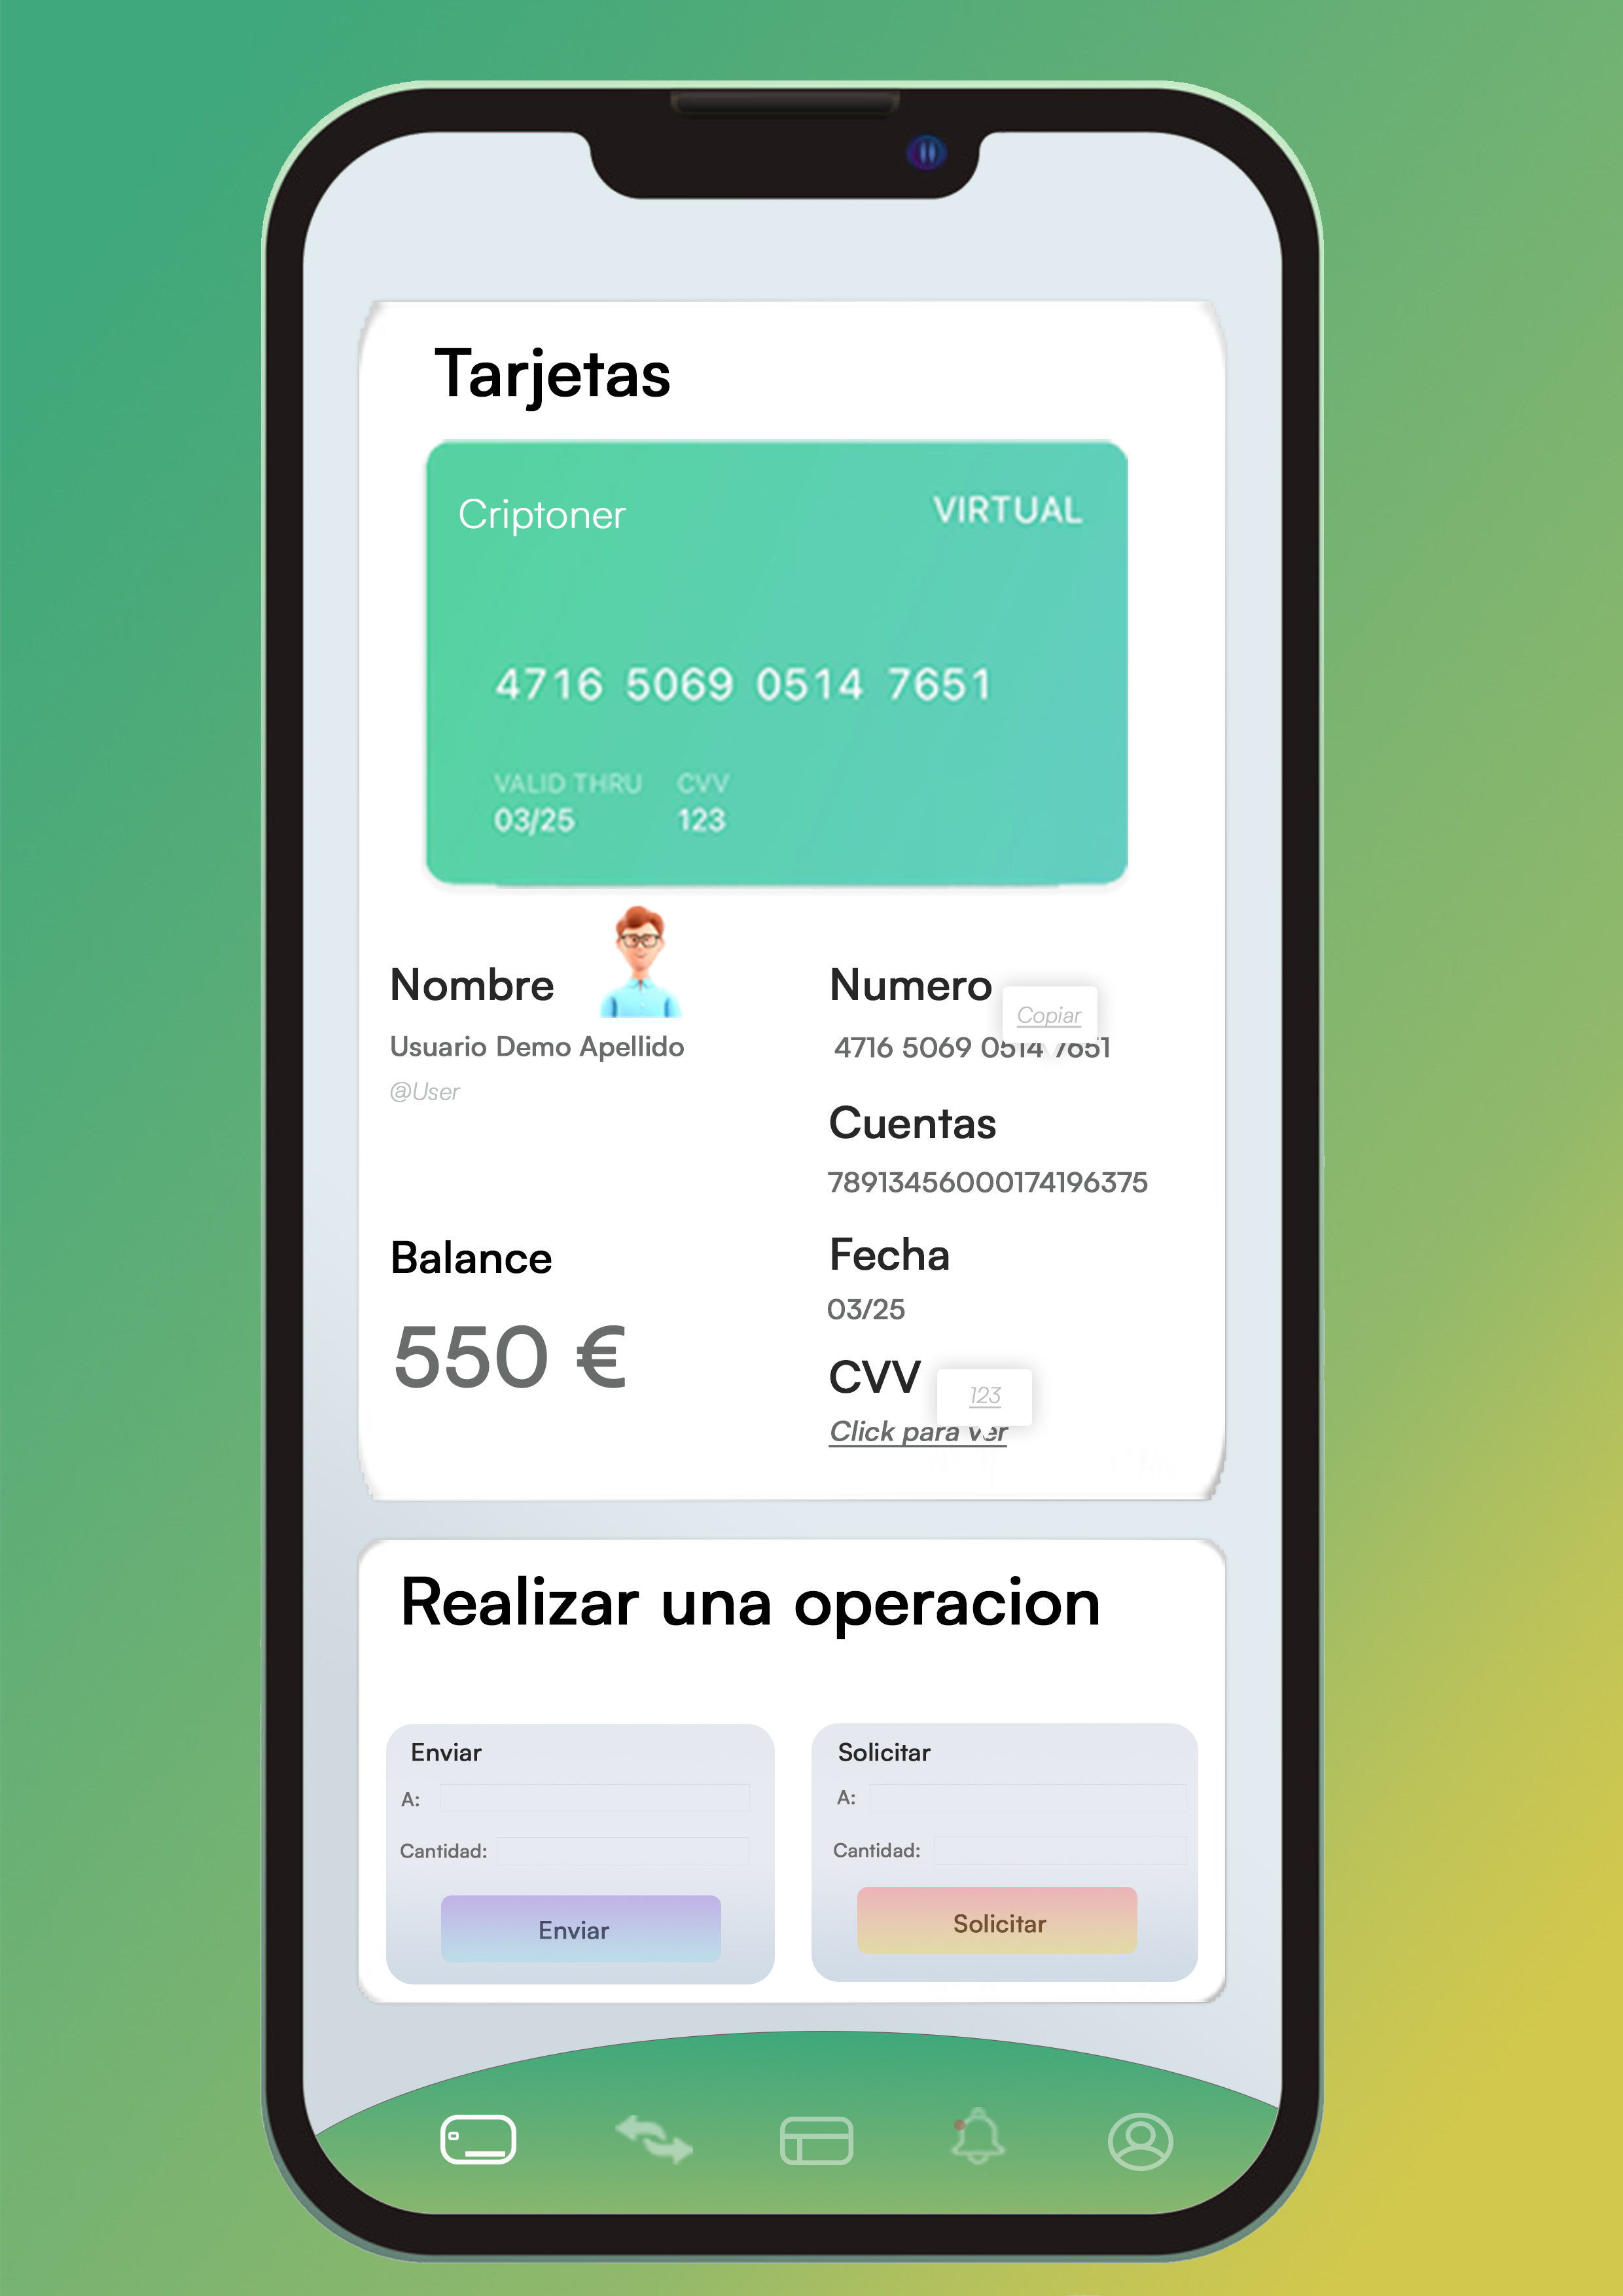 Tarjetas
Criptoner
VIRTUAL
4716 5069 0514 7651
VALID THRU CVV
03/25 123
Nombre
Usuario Demo Apellido
@User
Balance
550 €
Numero
Copiar
4716 5069 0514 7651
Cuentas
78913456000174196375
Fecha
03/25
CVV
123
Click para ver
Realizar una operacion
Enviar
A:
Cantidad:
Enviar
Solicitar
A:
Cantidad:
Solicitar